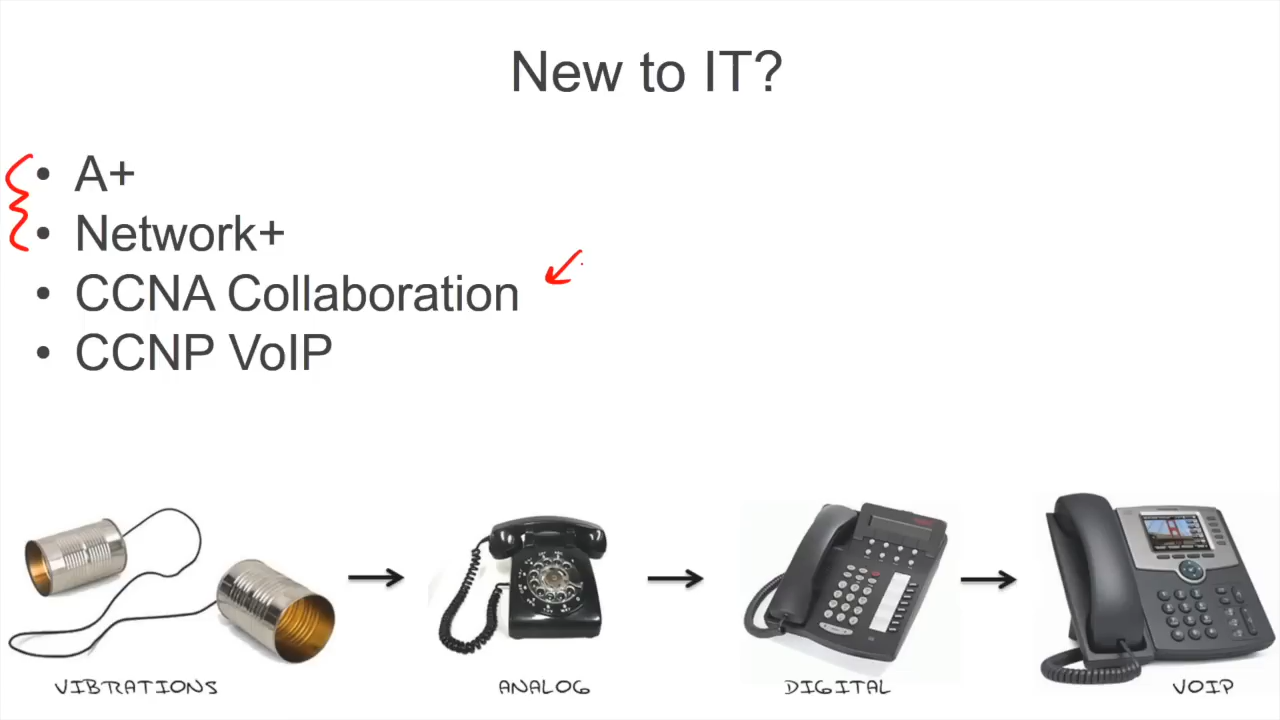 New to IT?
• A+
• Network+
• CCNA Collaboration
• CCNP VoIP
VIBRATIONS
ANALOG
DIGITAL
VOIP